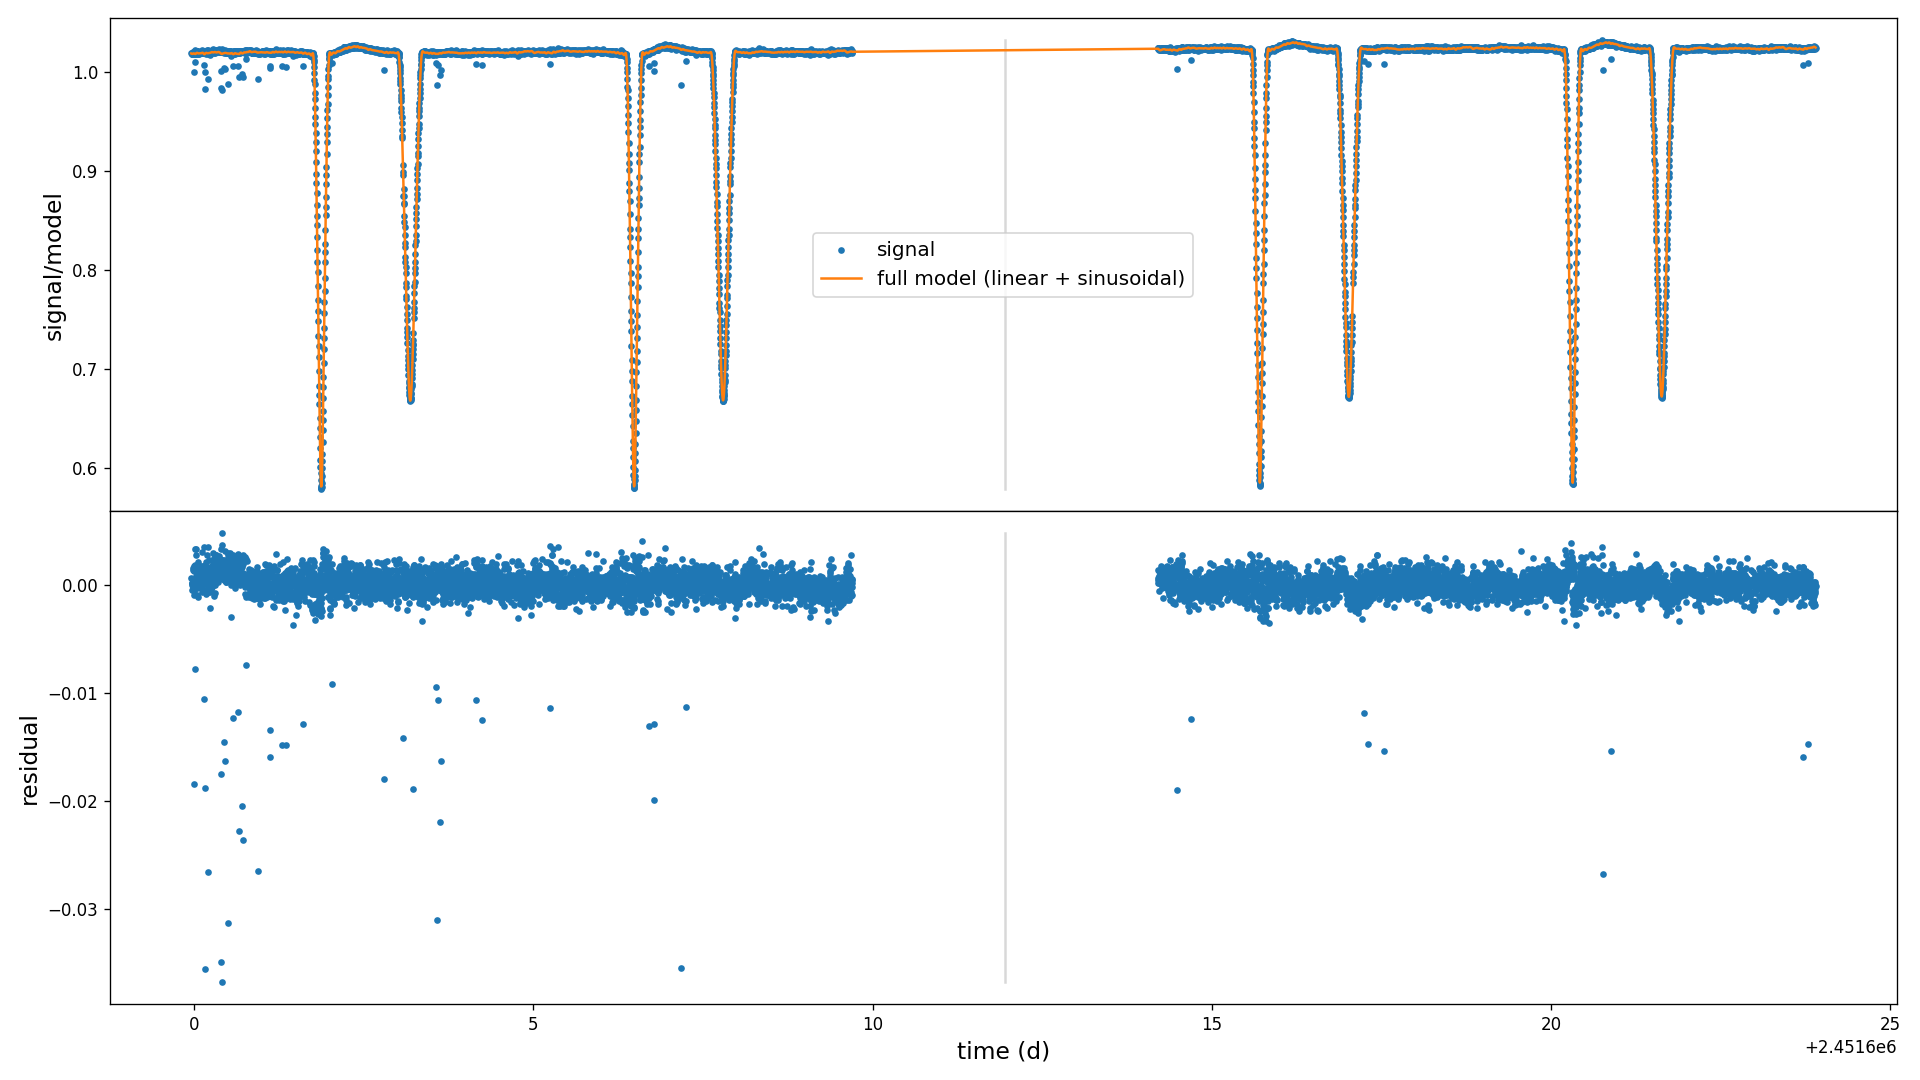 1.0
0.9
0.8
0.7
0.6
signal/model
signal
full model (linear + sinusoidal)
0.00
−0.01
−0.02
−0.03
residual
0 5 10 15 20 25
time (d)
+2.4516e6